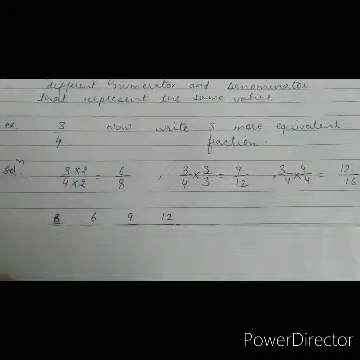 different numerator and denominator
that represent the same value.
ex. 3/4 now write 3 more equivalent
fraction.
Solⁿ 3×2/4×2 = 6/8 , 3/4 × 3/3 = 9/12 , 3/4 × 4/4 = 12/16
6 9 12
PowerDirector